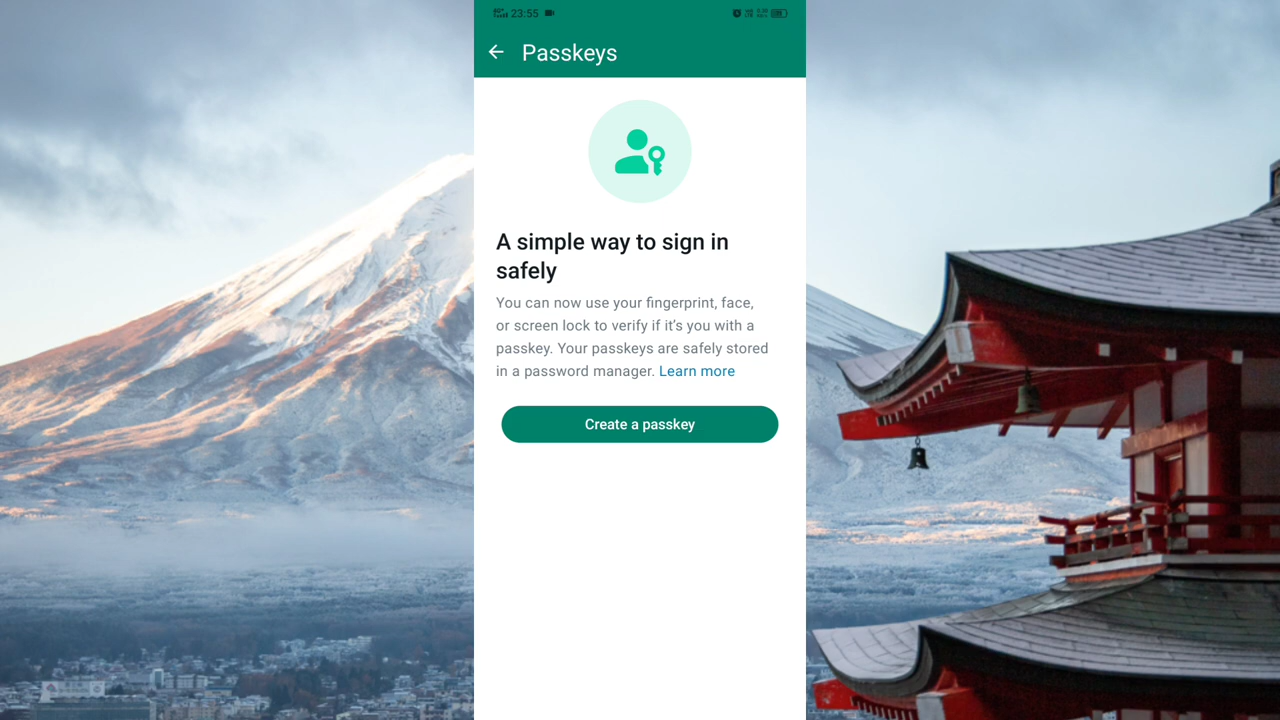 23:55
Passkeys
A simple way to sign in
safely
You can now use your fingerprint, face,
or screen lock to verify if it's you with a
passkey. Your passkeys are safely stored
in a password manager. Learn more
Create a passkey